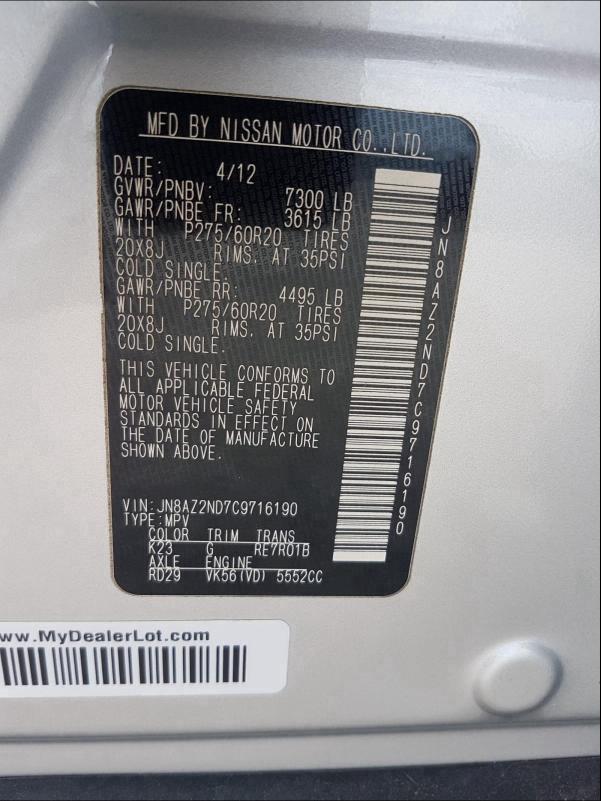 MFD BY NISSAN MOTOR CO.,LTD.
DATE: 4/12
GVWR/PNBV: 7300 LB
GAWR/PNBE FR: 3615 LB
WITH P275/60R20 TIRES
20X8J RIMS, AT 35PSI
COLD SINGLE.
GAWR/PNBE RR: 4495 LB
WITH P275/60R20 TIRES
20X8J RIMS, AT 35PSI
COLD SINGLE.
THIS VEHICLE CONFORMS TO
ALL APPLICABLE FEDERAL
MOTOR VEHICLE SAFETY
STANDARDS IN EFFECT ON
THE DATE OF MANUFACTURE
SHOWN ABOVE.
VIN: JN8AZ2ND7C9716190
TYPE: MPV
COLOR TRIM TRANS
K23 G RE7R01B
AXLE ENGINE
RD29 VK56(VD) 5552CC
JN8AZ2ND7C9716190
www.MyDealerLot.com